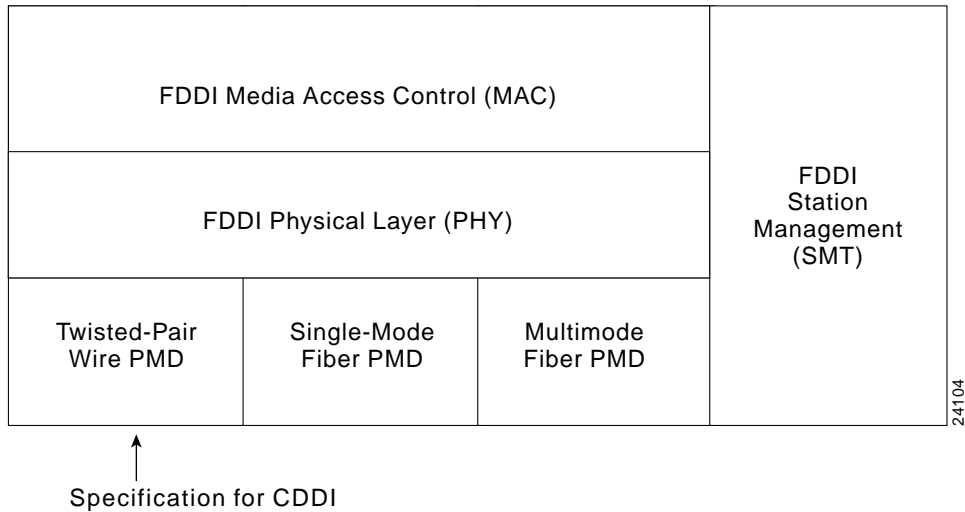 FDDI Media Access Control (MAC)
FDDI Physical Layer (PHY)
FDDI
Station
Management
(SMT)
Twisted-Pair
Wire PMD
Single-Mode
Fiber PMD
Multimode
Fiber PMD
24104
Specification for CDDI